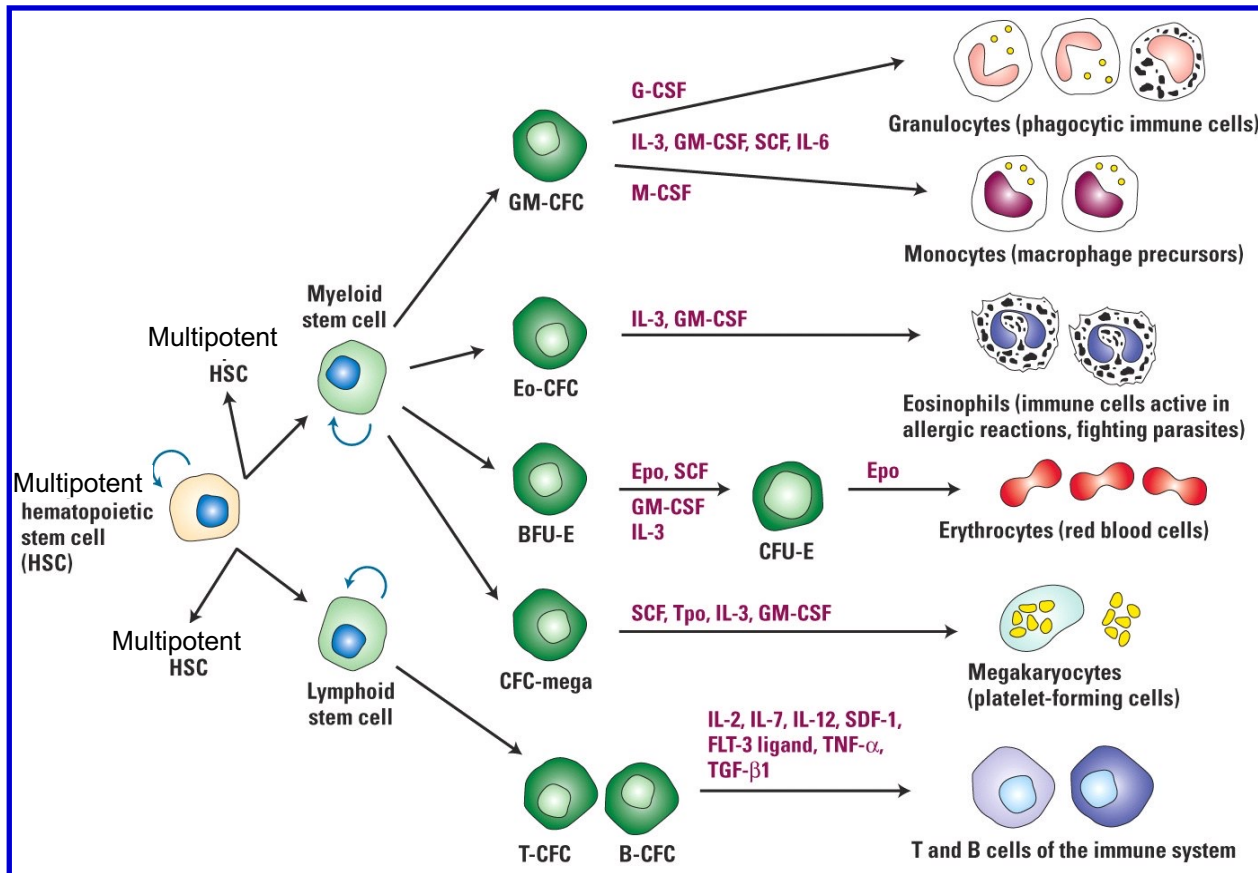 G-CSF
IL-3, GM-CSF, SCF, IL-6
M-CSF
GM-CFC
Granulocytes (phagocytic immune cells)
Monocytes (macrophage precursors)
Myeloid
stem cell
Multipotent
HSC
IL-3, GM-CSF
Eo-CFC
Eosinophils (immune cells active in
allergic reactions, fighting parasites)
Multipotent
hematopoietic
stem cell
(HSC)
Epo, SCF
GM-CSF
IL-3
BFU-E
CFU-E
Epo
Erythrocytes (red blood cells)
Multipotent
HSC
Lymphoid
stem cell
SCF, Tpo, IL-3, GM-CSF
CFC-mega
Megakaryocytes
(platelet-forming cells)
IL-2, IL-7, IL-12, SDF-1,
FLT-3 ligand, TNF-α,
TGF-β1
T-CFC
B-CFC
T and B cells of the immune system